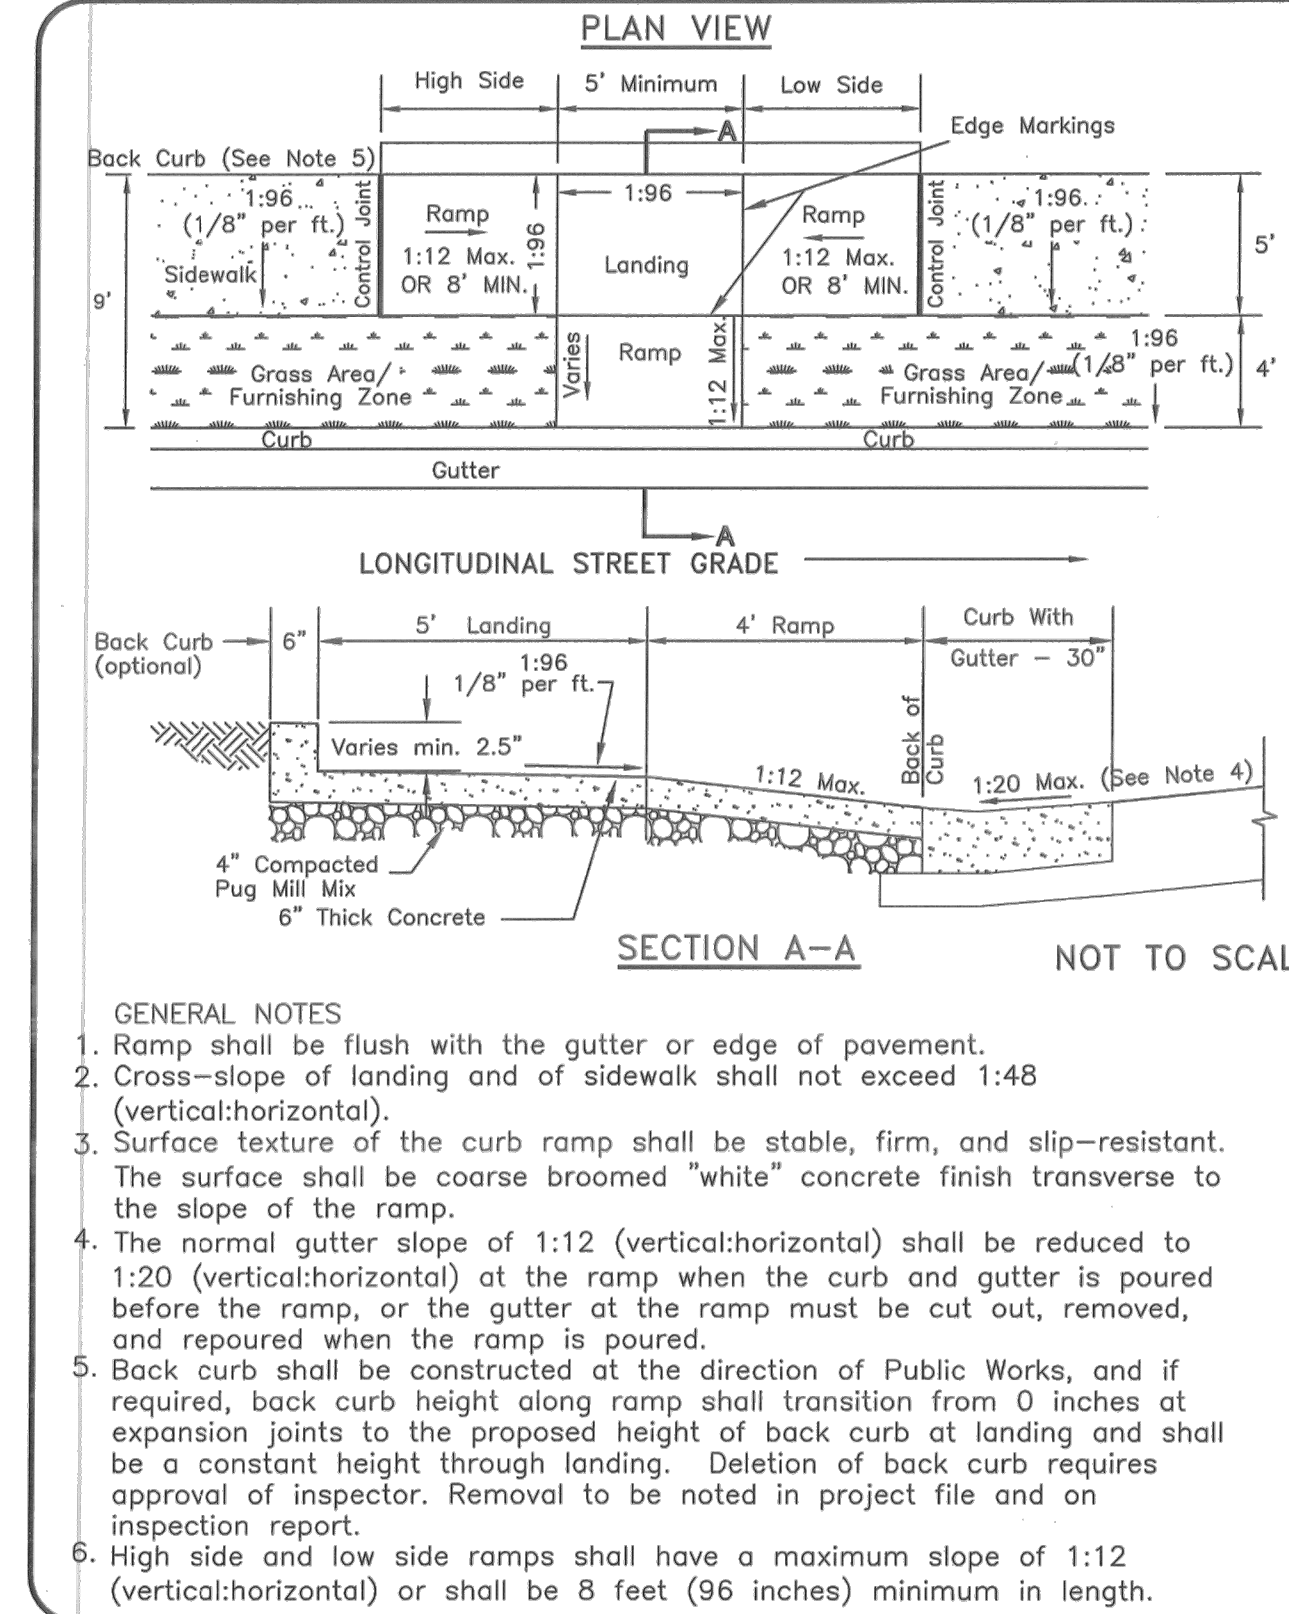 PLAN VIEW
High Side
5' Minimum
Low Side
A
Edge Markings
Back Curb (See Note 5)
1:96
(1/8" per ft.)
Sidewalk
Control Joint
Ramp
1:12 Max.
OR 8' MIN.
1:96
1:96
Landing
Ramp
1:12 Max.
OR 8' MIN.
Control Joint
1:96
(1/8" per ft.)
5'
9'
Grass Area/
Furnishing Zone
Varies
Ramp
1:12 Max.
Grass Area/
Furnishing Zone
1:96
(1/8" per ft.)
4'
Curb
Curb
Gutter
A
LONGITUDINAL STREET GRADE
Back Curb
(optional)
6"
5' Landing
4' Ramp
Curb With
Gutter – 30"
1:96
1/8" per ft.
Varies min. 2.5"
1:12 Max.
Back of
Curb
1:20 Max. (See Note 4)
4" Compacted
Pug Mill Mix
6" Thick Concrete
SECTION A–A
NOT TO SCAL
GENERAL NOTES
1. Ramp shall be flush with the gutter or edge of pavement.
2. Cross–slope of landing and of sidewalk shall not exceed 1:48
(vertical:horizontal).
3. Surface texture of the curb ramp shall be stable, firm, and slip–resistant.
The surface shall be coarse broomed "white" concrete finish transverse to
the slope of the ramp.
4. The normal gutter slope of 1:12 (vertical:horizontal) shall be reduced to
1:20 (vertical:horizontal) at the ramp when the curb and gutter is poured
before the ramp, or the gutter at the ramp must be cut out, removed,
and repoured when the ramp is poured.
5. Back curb shall be constructed at the direction of Public Works, and if
required, back curb height along ramp shall transition from 0 inches at
expansion joints to the proposed height of back curb at landing and shall
be a constant height through landing. Deletion of back curb requires
approval of inspector. Removal to be noted in project file and on
inspection report.
6. High side and low side ramps shall have a maximum slope of 1:12
(vertical:horizontal) or shall be 8 feet (96 inches) minimum in length.